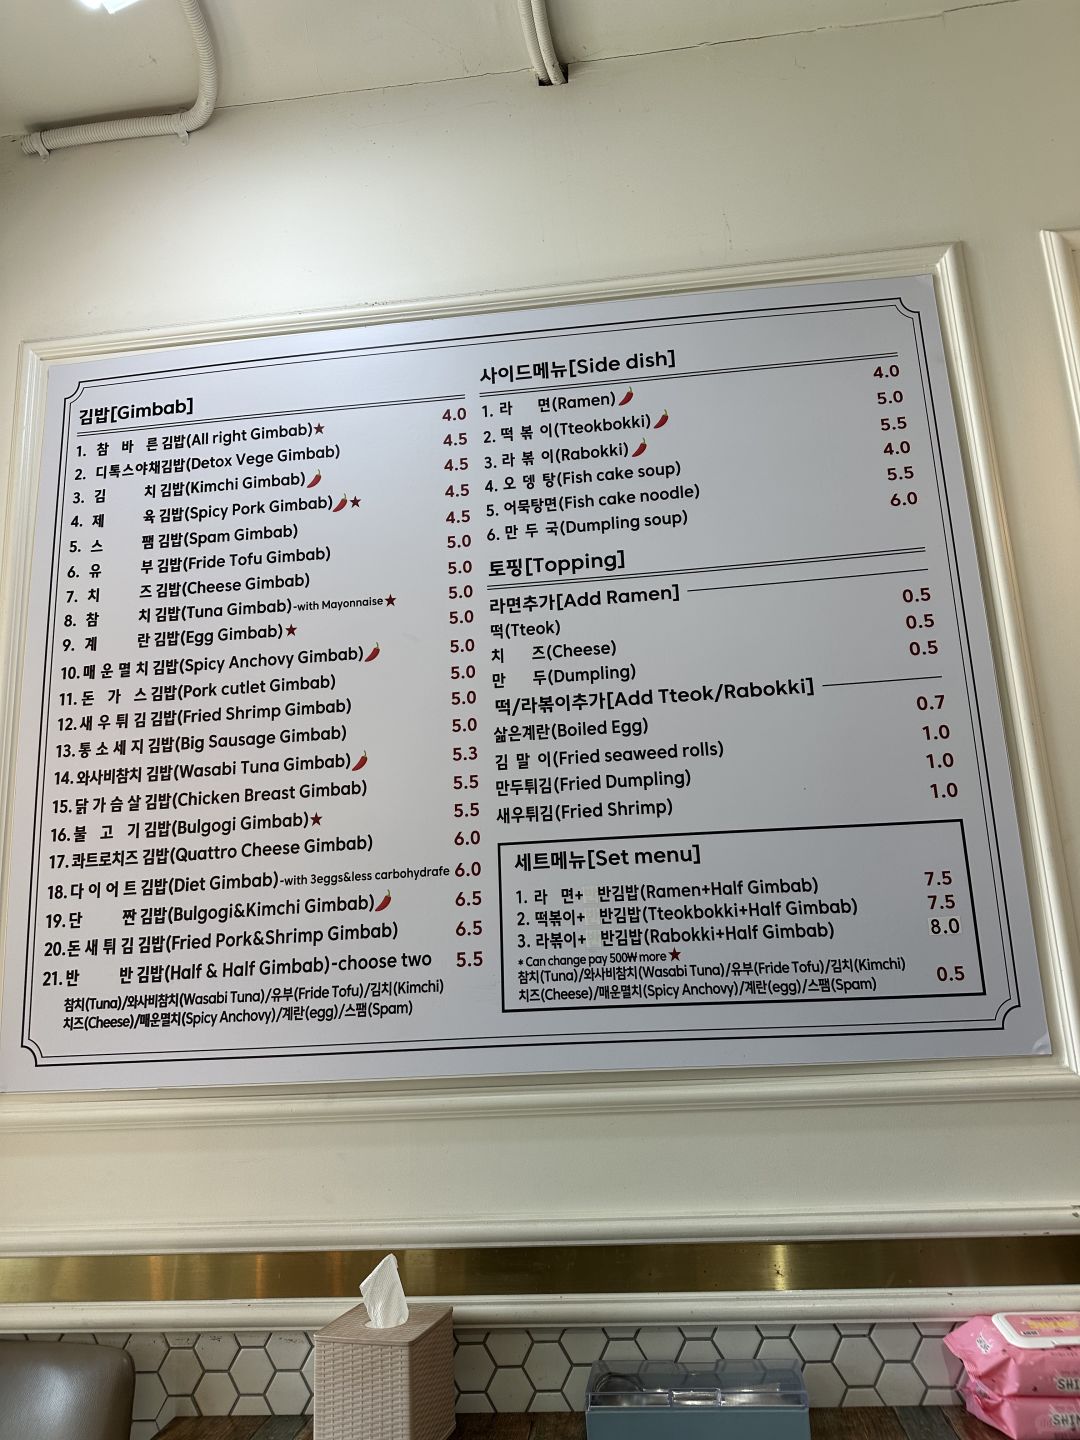 김밥[Gimbab]
1. 참 바 른 김밥(All right Gimbab)★ 4.0
2. 디톡스야채김밥(Detox Vege Gimbab) 4.5
3. 김 치 김밥(Kimchi Gimbab) 4.5
4. 제 육 김밥(Spicy Pork Gimbab)★ 4.5
5. 스 팸 김밥(Spam Gimbab) 4.5
6. 유 부 김밥(Fride Tofu Gimbab) 5.0
7. 치 즈 김밥(Cheese Gimbab) 5.0
8. 참 치 김밥(Tuna Gimbab)-with Mayonnaise★ 5.0
9. 계 란 김밥(Egg Gimbab)★ 5.0
10. 매 운 멸 치 김밥(Spicy Anchovy Gimbab) 5.0
11. 돈 가 스 김밥(Pork cutlet Gimbab) 5.0
12. 새 우 튀 김 김밥(Fried Shrimp Gimbab) 5.0
13. 통 소 세 지 김밥(Big Sausage Gimbab) 5.0
14. 와사비참치 김밥(Wasabi Tuna Gimbab) 5.3
15. 닭 가 슴 살 김밥(Chicken Breast Gimbab) 5.5
16. 불 고 기 김밥(Bulgogi Gimbab)★ 5.5
17. 콰트로치즈 김밥(Quattro Cheese Gimbab) 6.0
18. 다 이 어 트 김밥(Diet Gimbab)-with 3eggs&less carbohydrafe 6.0
19. 단 짠 김밥(Bulgogi&Kimchi Gimbab) 6.5
20. 돈 새 튀 김 김밥(Fried Pork&Shrimp Gimbab) 6.5
21. 반 반 김밥(Half & Half Gimbab)-choose two 5.5
참치(Tuna)/와사비참치(Wasabi Tuna)/유부(Fride Tofu)/김치(Kimchi)
치즈(Cheese)/매운멸치(Spicy Anchovy)/계란(egg)/스팸(Spam)
사이드메뉴[Side dish]
1. 라 면(Ramen) 4.0
2. 떡 볶 이(Tteokbokki) 5.0
3. 라 볶 이(Rabokki) 5.5
4. 오 뎅 탕(Fish cake soup) 4.0
5. 어묵탕면(Fish cake noodle) 5.5
6. 만 두 국(Dumpling soup) 6.0
토핑[Topping]
라면추가[Add Ramen]
떡(Tteok) 0.5
치 즈(Cheese) 0.5
만 두(Dumpling) 0.5
떡/라볶이추가[Add Tteok/Rabokki]
삶은계란(Boiled Egg) 0.7
김 말 이(Fried seaweed rolls) 1.0
만두튀김(Fried Dumpling) 1.0
새우튀김(Fried Shrimp) 1.0
세트메뉴[Set menu]
1. 라 면+ 반김밥(Ramen+Half Gimbab) 7.5
2. 떡볶이+ 반김밥(Tteokbokki+Half Gimbab) 7.5
3. 라볶이+ 반김밥(Rabokki+Half Gimbab) 8.0
* Can change pay 500₩ more ★
참치(Tuna)/와사비참치(Wasabi Tuna)/유부(Fride Tofu)/김치(Kimchi)
치즈(Cheese)/매운멸치(Spicy Anchovy)/계란(egg)/스팸(Spam) 0.5